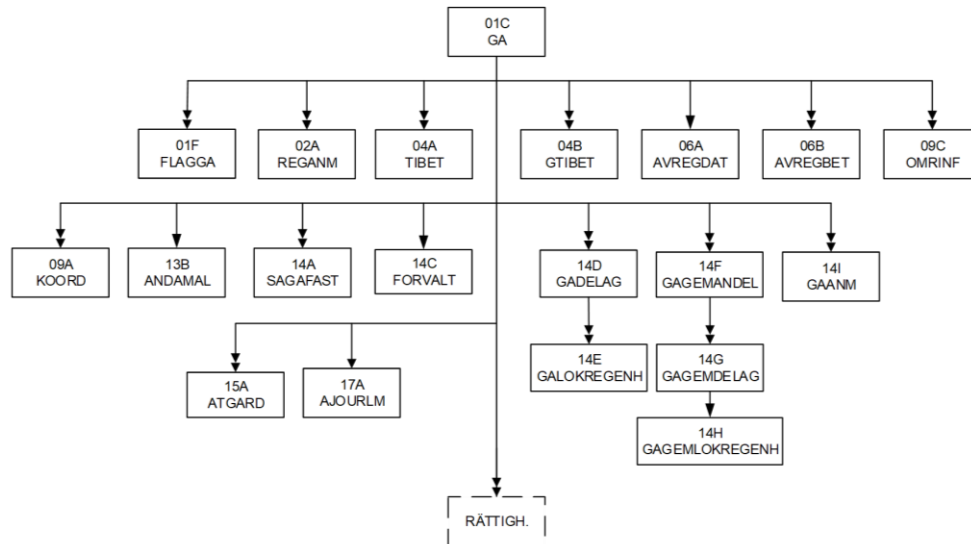 01C
GA
01F
FLAGGA
02A
REGANM
04A
TIBET
04B
GTIBET
06A
AVREGDAT
06B
AVREGBET
09C
OMRINF
09A
KOORD
13B
ANDAMAL
14A
SAGAFAST
14C
FORVALT
14D
GADELAG
14F
GAGEMANDEL
14I
GAANM
14E
GALOKREGENH
14G
GAGEMDELAG
15A
ATGARD
17A
AJOURLM
14H
GAGEMLOKREGENH
RÄTTIGH.